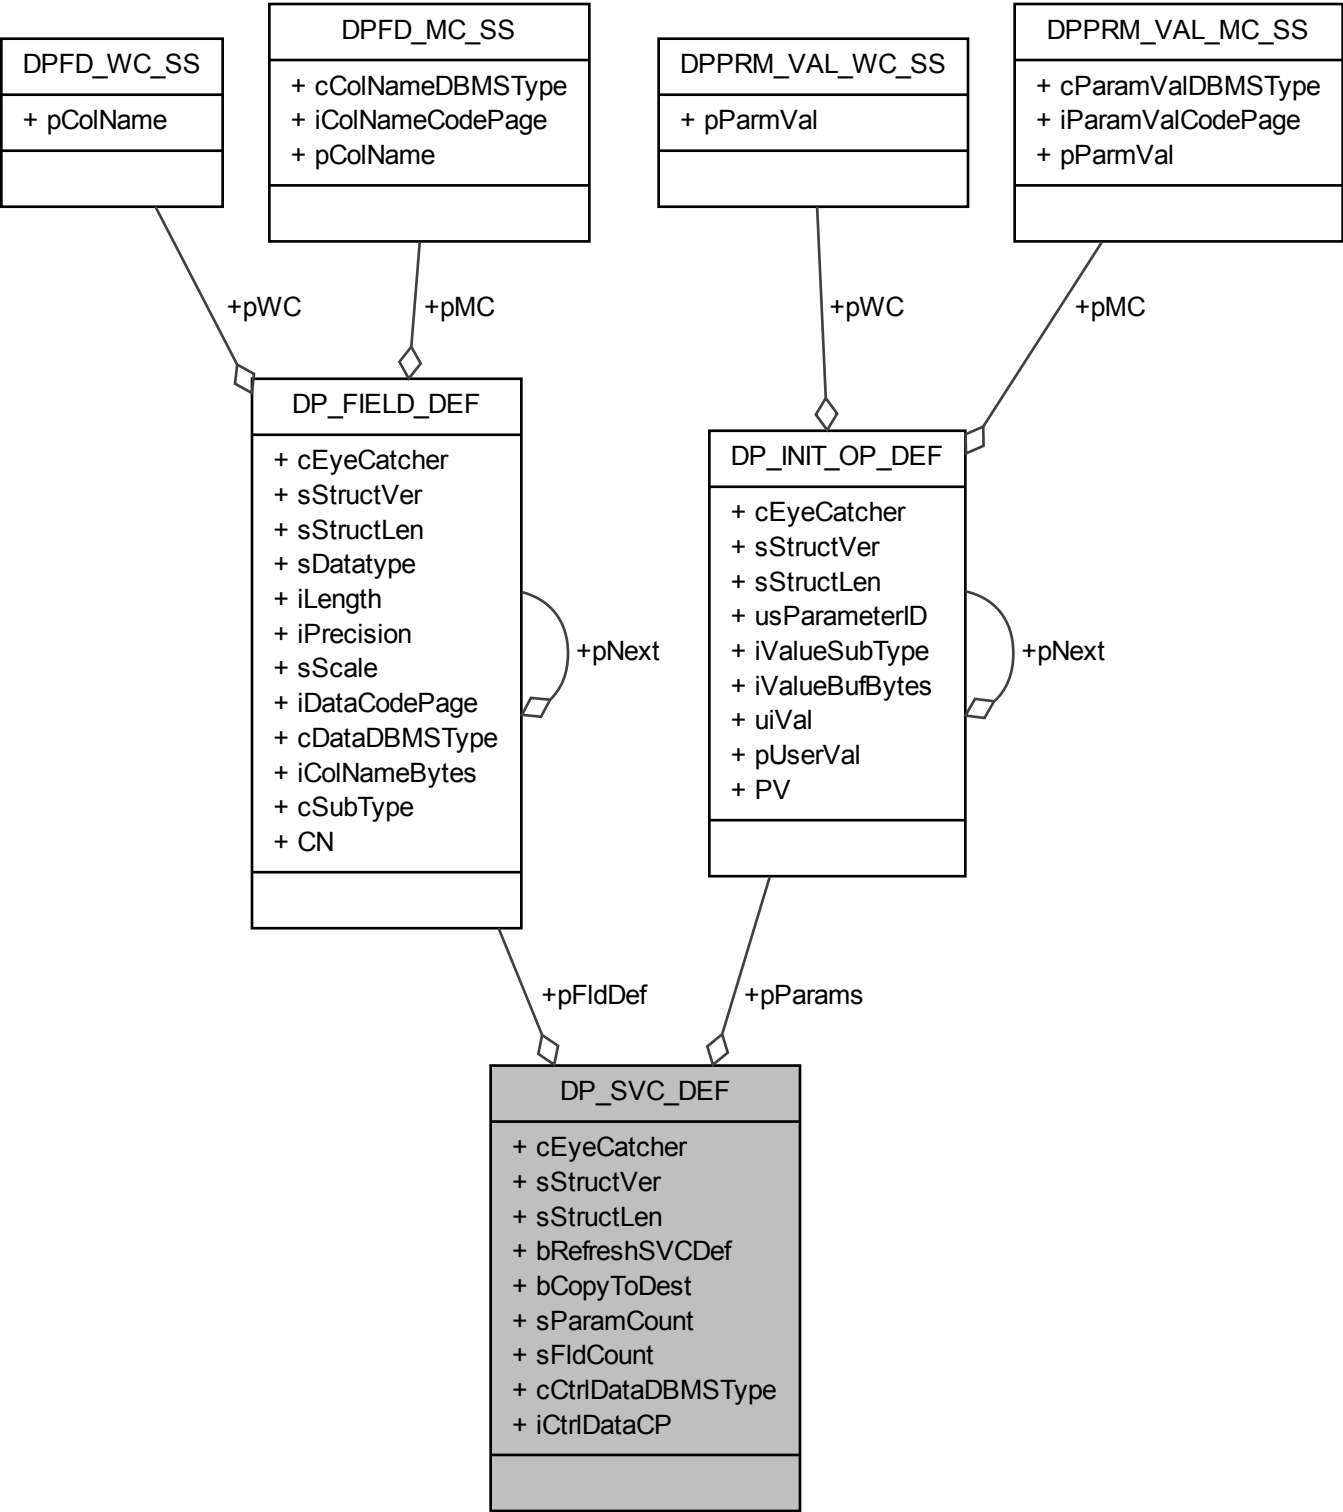 DPFD_WC_SS
+ pColName
DPFD_MC_SS
+ cColNameDBMSType
+ iColNameCodePage
+ pColName
DPPRM_VAL_WC_SS
+ pParmVal
DPPRM_VAL_MC_SS
+ cParamValDBMSType
+ iParamValCodePage
+ pParmVal
+pWC
+pMC
+pWC
+pMC
DP_FIELD_DEF
+ cEyeCatcher
+ sStructVer
+ sStructLen
+ sDatatype
+ iLength
+ iPrecision
+ sScale
+ iDataCodePage
+ cDataDBMSType
+ iColNameBytes
+ cSubType
+ CN
+pNext
DP_INIT_OP_DEF
+ cEyeCatcher
+ sStructVer
+ sStructLen
+ usParameterID
+ iValueSubType
+ iValueBufBytes
+ uiVal
+ pUserVal
+ PV
+pNext
+pFldDef
+pParams
DP_SVC_DEF
+ cEyeCatcher
+ sStructVer
+ sStructLen
+ bRefreshSVCDef
+ bCopyToDest
+ sParamCount
+ sFldCount
+ cCtrlDataDBMSType
+ iCtrlDataCP